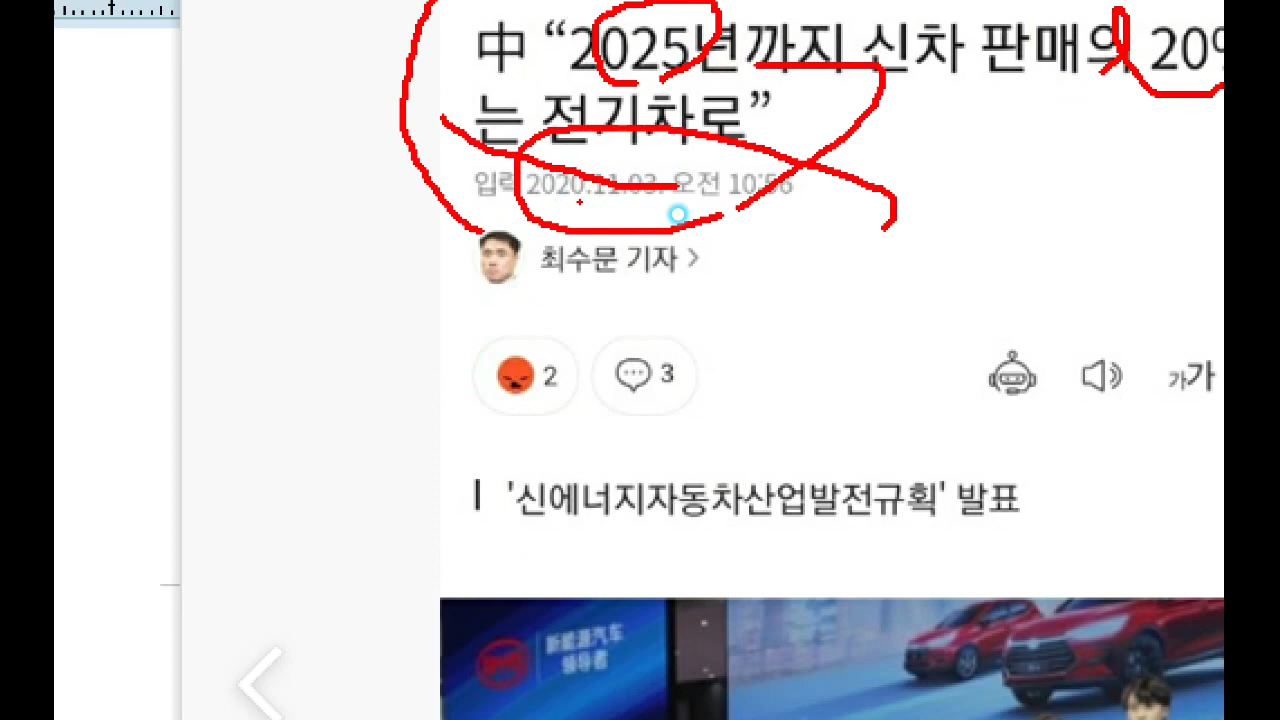 中 “2025년까지 신차 판매의 20%
는 전기차로”
입력 2020.11.03. 오전 10:56
최수문 기자 >
2
3
가가
'신에너지자동차산업발전규획' 발표
新能源汽车
领导者